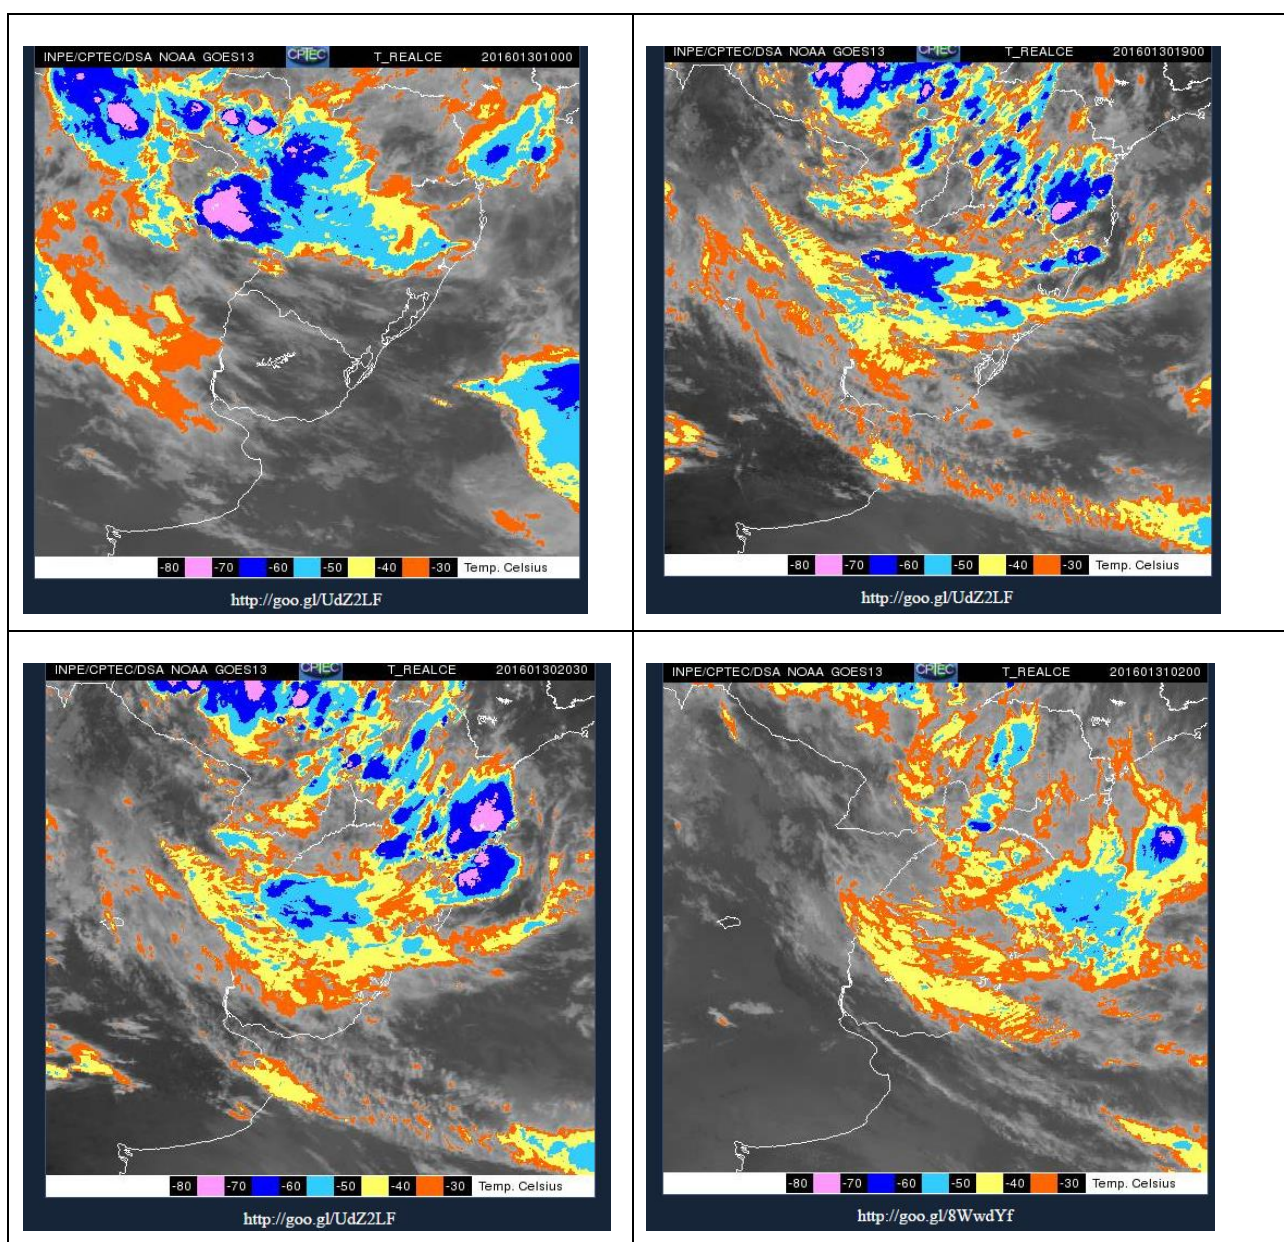 INPE/CPTEC/DSA NOAA GOES13 CPTEC T_REALCE 201601301000
-80 -70 -60 -50 -40 -30 Temp. Celsius
http://goo.gl/UdZ2LF
INPE/CPTEC/DSA NOAA GOES13 CPTEC T_REALCE 201601301900
-80 -70 -60 -50 -40 -30 Temp. Celsius
http://goo.gl/UdZ2LF
INPE/CPTEC/DSA NOAA GOES13 CPTEC T_REALCE 201601302030
-80 -70 -60 -50 -40 -30 Temp. Celsius
http://goo.gl/UdZ2LF
INPE/CPTEC/DSA NOAA GOES13 CPTEC T_REALCE 201601310200
-80 -70 -60 -50 -40 -30 Temp. Celsius
http://goo.gl/8WwdYf